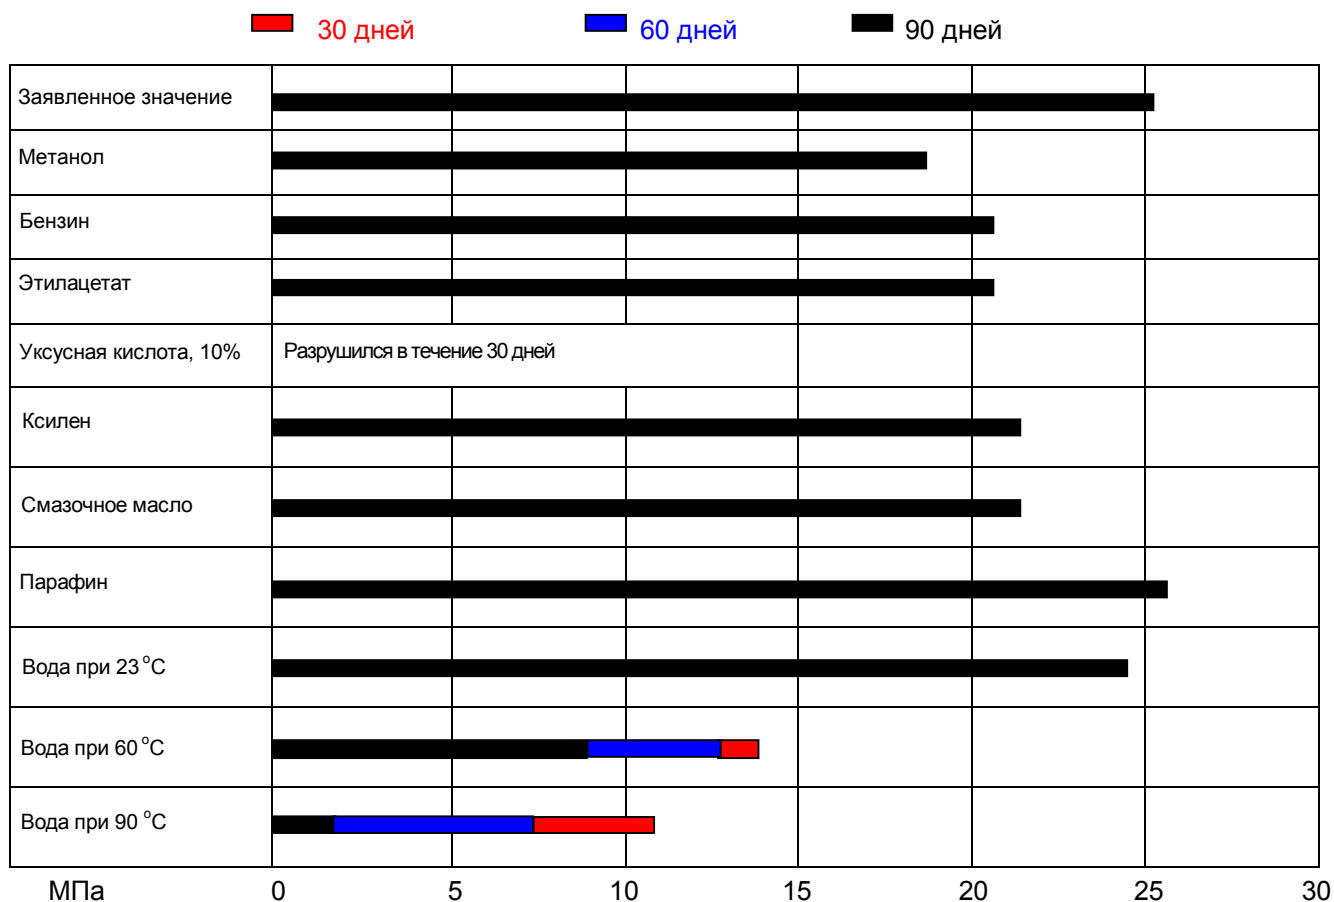 30 дней 60 дней 90 дней
Заявленное значение
Метанол
Бензин
Этилацетат
Уксусная кислота, 10% Разрушился в течение 30 дней
Ксилен
Смазочное масло
Парафин
Вода при 23 °C
Вода при 60 °C
Вода при 90 °C
МПа 0 5 10 15 20 25 30